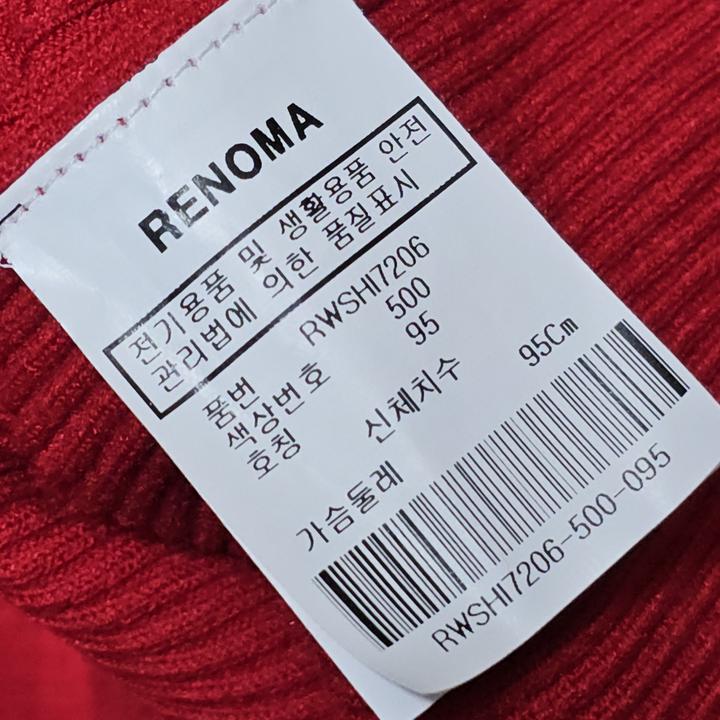 RENOMA
전기용품 및 생활용품 안전
관리법에 의한 품질표시
품번 RWSHI7206
색상번호 500
호칭 95
신체치수
가슴둘레 95Cm
RWSHI7206-500-095